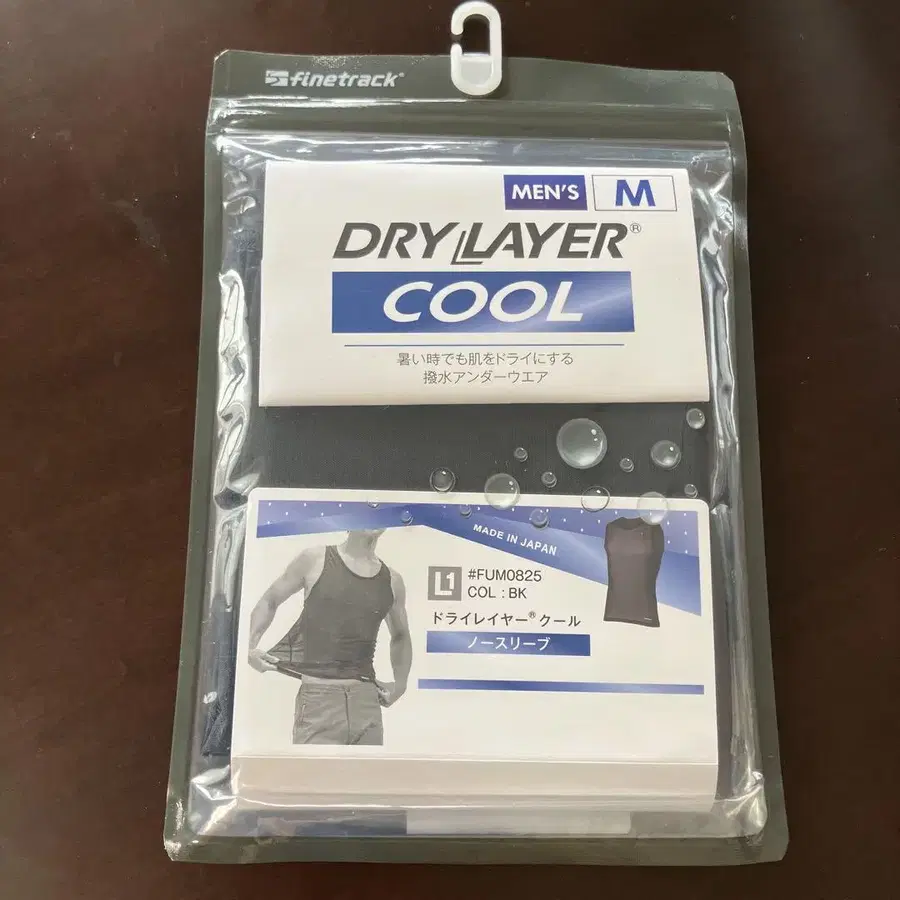 finetrack®
MEN'S M
DRY LAYER®
COOL
暑い時でも肌をドライにする
撥水アンダーウエア
MADE IN JAPAN
L1 #FUM0825
COL : BK
ドライレイヤー®クール
ノースリーブ